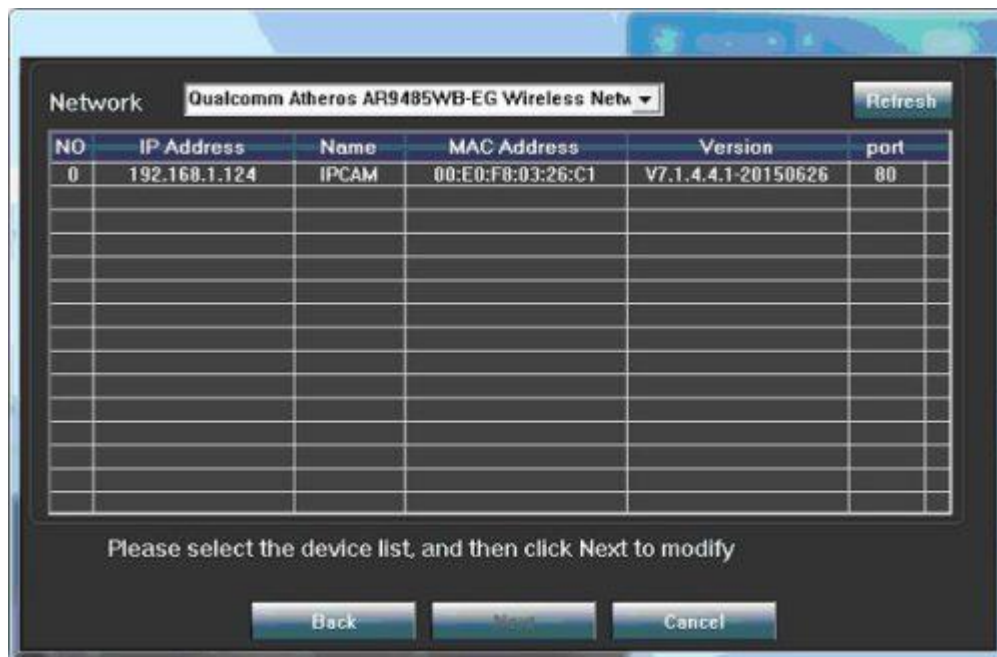 Network Qualcomm Atheros AR9485WB-EG Wireless Netw Refresh
NO IP Address Name MAC Address Version port
0 192.168.1.124 IPCAM 00:E0:F8:03:26:C1 V7.1.4.4.1-20150626 80
Please select the device list, and then click Next to modify
Back Next Cancel